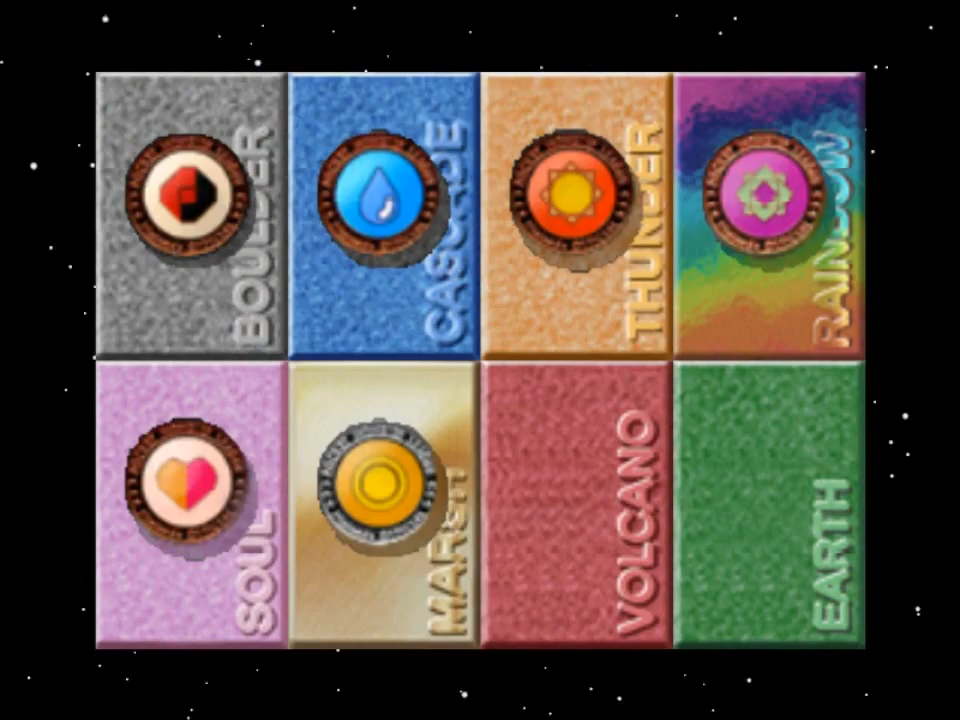 BOULDER
CASCADE
THUNDER
RAINBOW
SOUL
MARSH
VOLCANO
EARTH